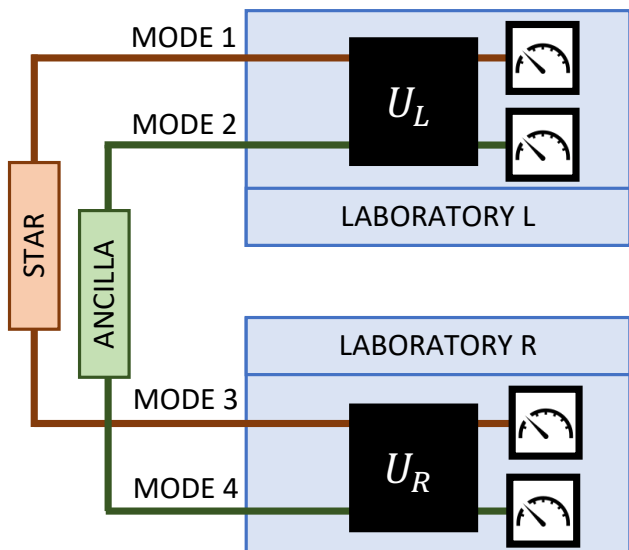 MODE 1
U_L
MODE 2
LABORATORY L
STAR
ANCILLA
LABORATORY R
MODE 3
U_R
MODE 4